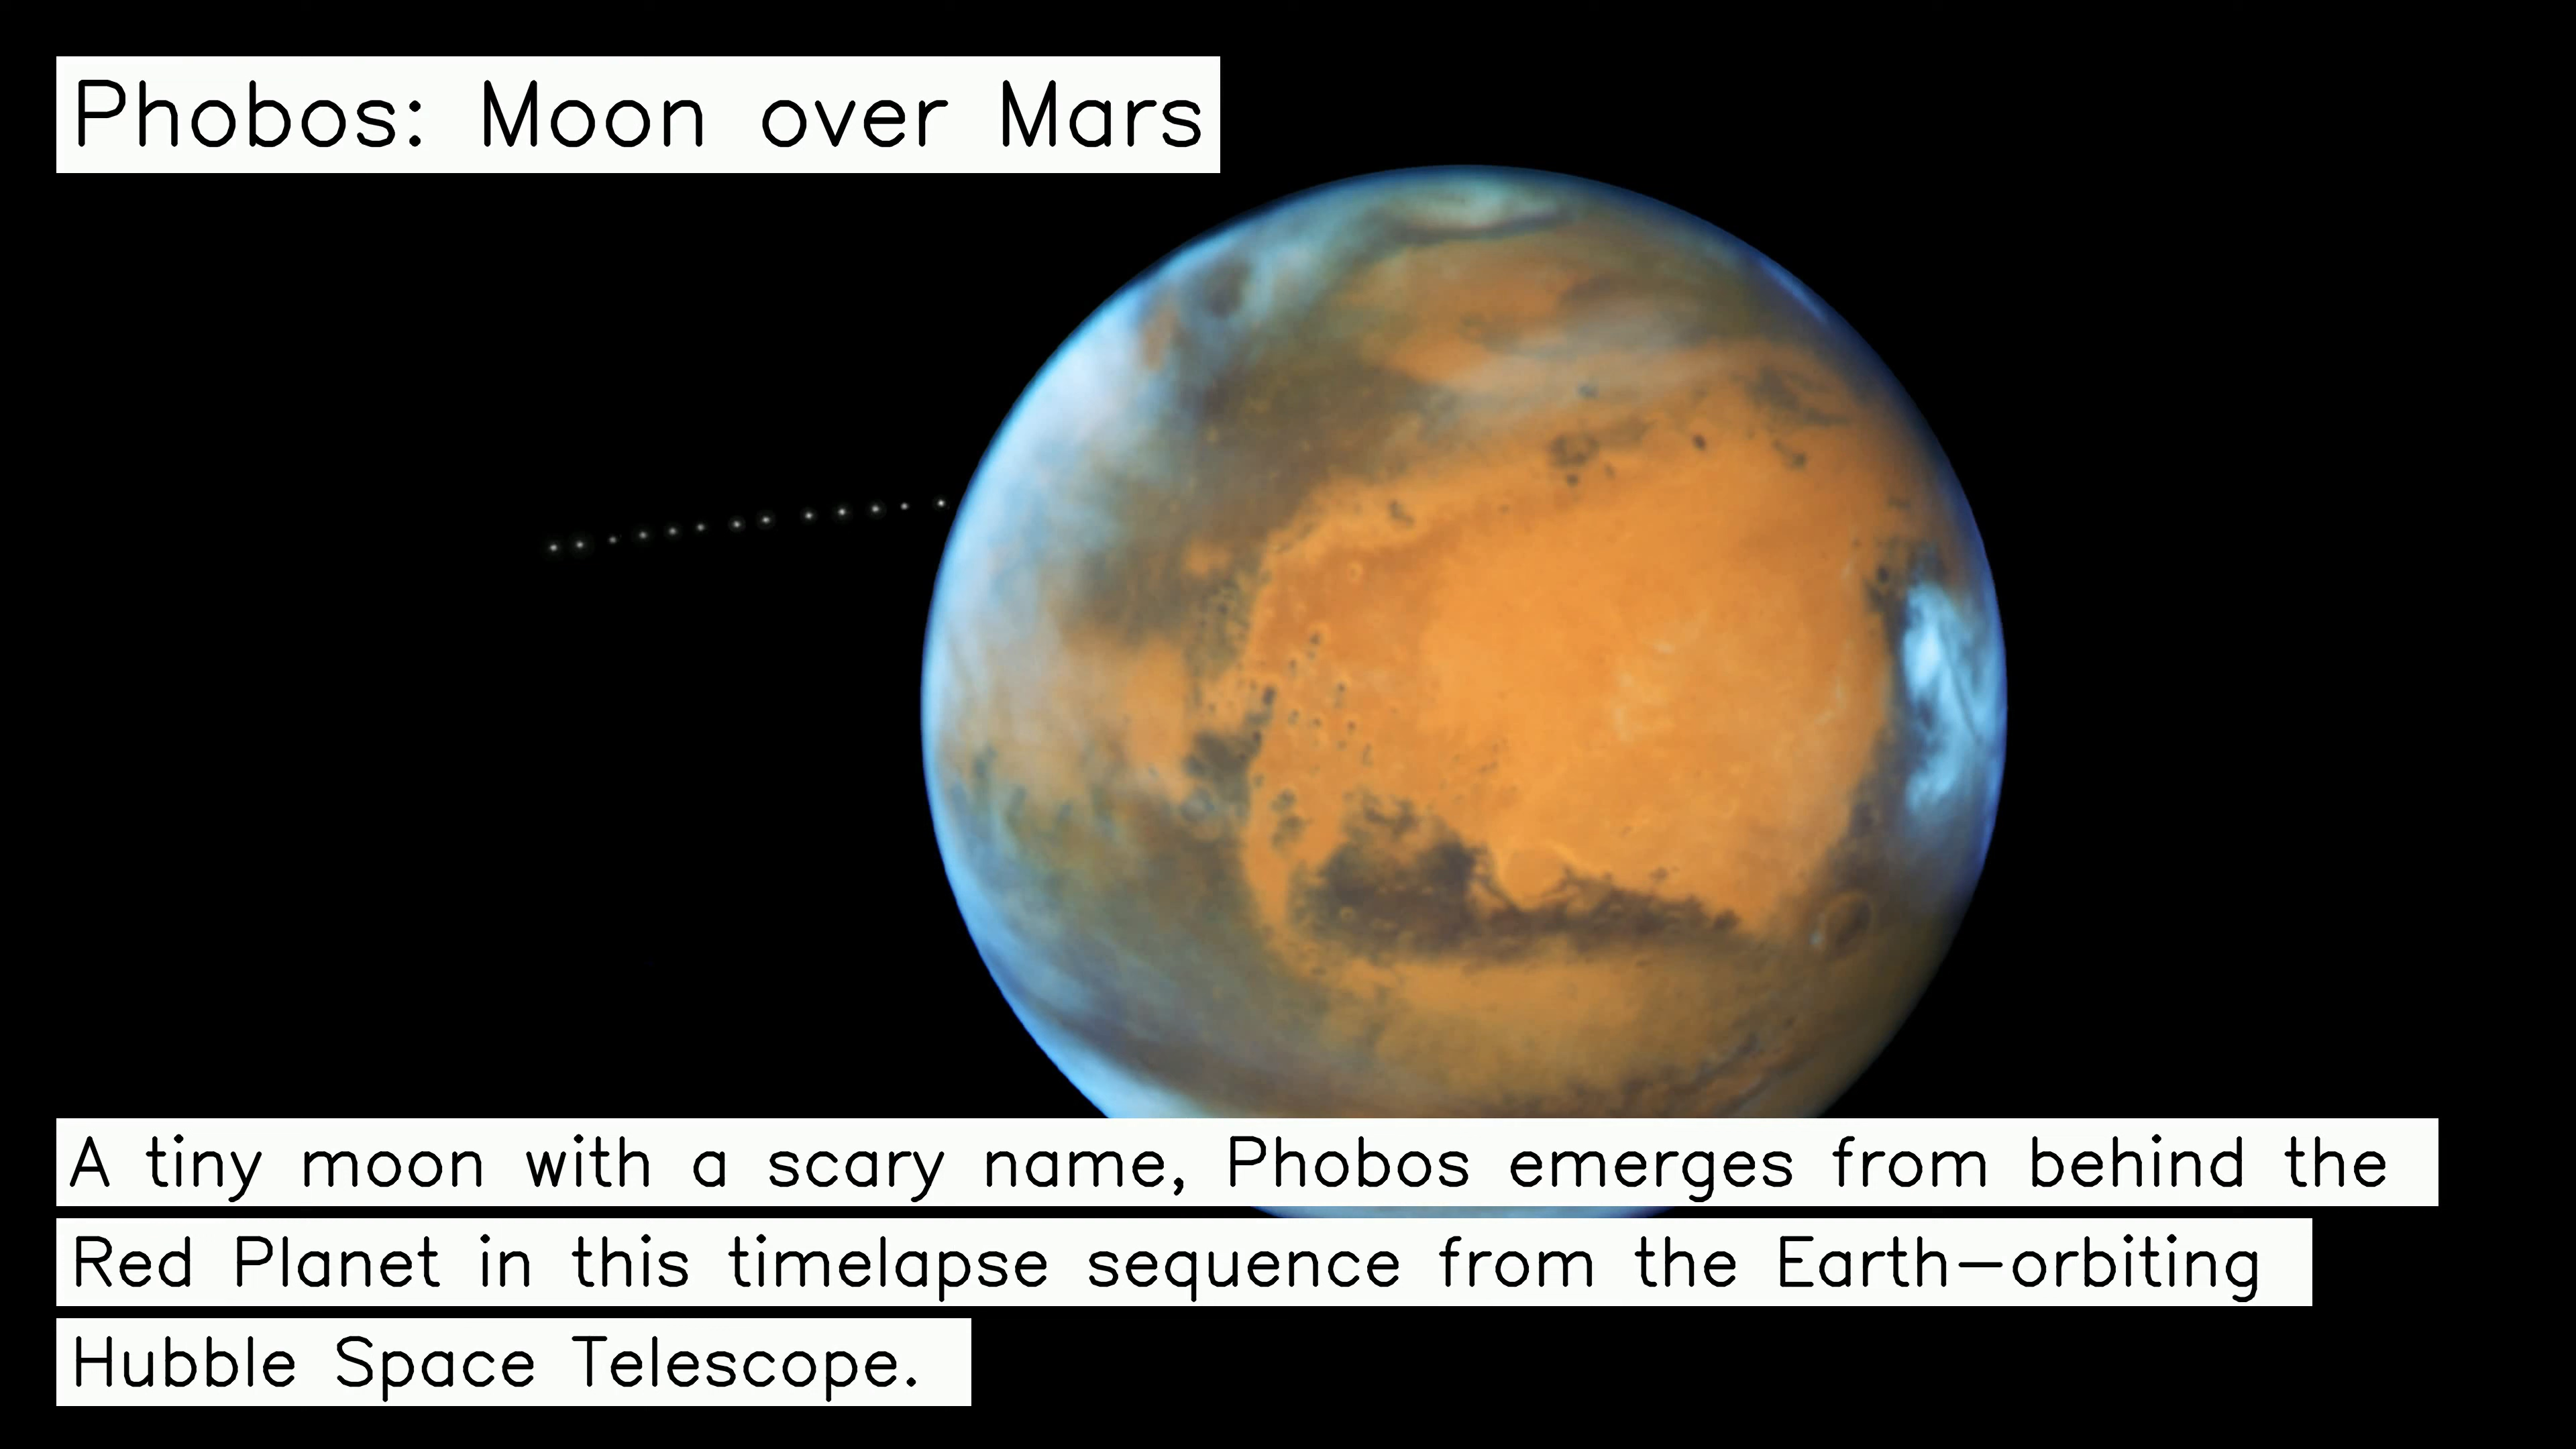 Phobos: Moon over Mars
A tiny moon with a scary name, Phobos emerges from behind the
Red Planet in this timelapse sequence from the Earth-orbiting
Hubble Space Telescope.